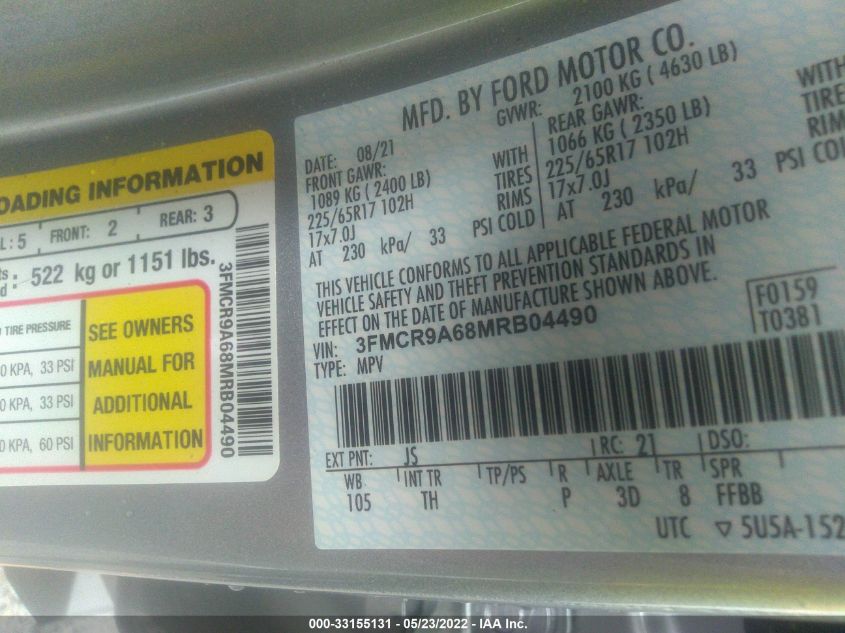 OADING INFORMATION
L: 5 FRONT: 2 REAR: 3
522 kg or 1151 lbs.
TIRE PRESSURE
0 KPA, 33 PSI
0 KPA, 33 PSI
0 KPA, 60 PSI
SEE OWNERS
MANUAL FOR
ADDITIONAL
INFORMATION
3FMCR9A68MRB04490
MFD. BY FORD MOTOR CO.
DATE: 08/21 GVWR: 2100 KG ( 4630 LB)
FRONT GAWR: REAR GAWR:
1089 KG ( 2400 LB) WITH 1066 KG ( 2350 LB) WITH
225/65R17 102H TIRES 225/65R17 102H TIRES
17x7.0J RIMS 17x7.0J RIMS
AT 230 kPa/ 33 PSI COLD AT 230 kPa/ 33 PSI COLD
THIS VEHICLE CONFORMS TO ALL APPLICABLE FEDERAL MOTOR
VEHICLE SAFETY AND THEFT PREVENTION STANDARDS IN
EFFECT ON THE DATE OF MANUFACTURE SHOWN ABOVE.
VIN: 3FMCR9A68MRB04490
TYPE: MPV
F0159
T0381
EXT PNT: JS RC: 21 DSO:
WB INT TR TP/PS R AXLE TR SPR
105 TH P 3D 8 FFBB
UTC ▽ 5U5A-152
000-33155131 - 05/23/2022 - IAA Inc.